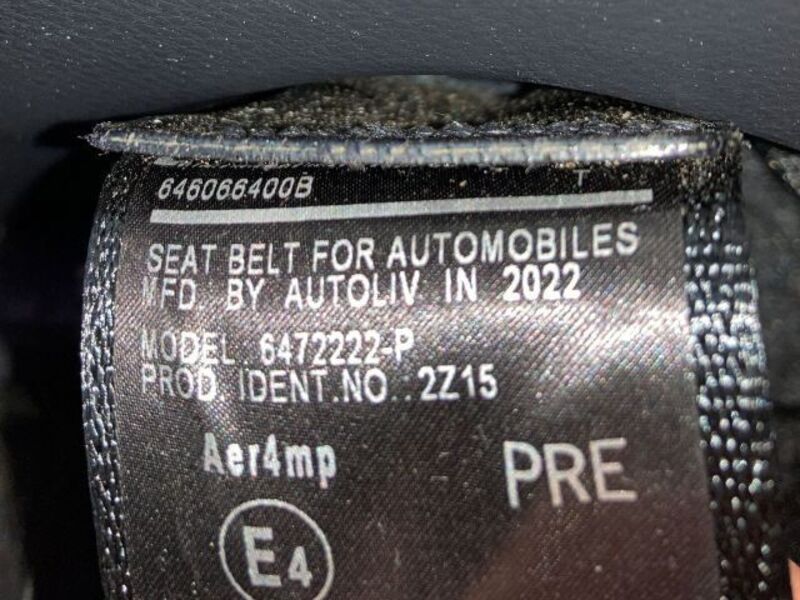 646066400B T
SEAT BELT FOR AUTOMOBILES
MFD. BY AUTOLIV IN 2022
MODEL. 6472222-P
PROD. IDENT.NO.:2Z15
Aer4mp
PRE
E4